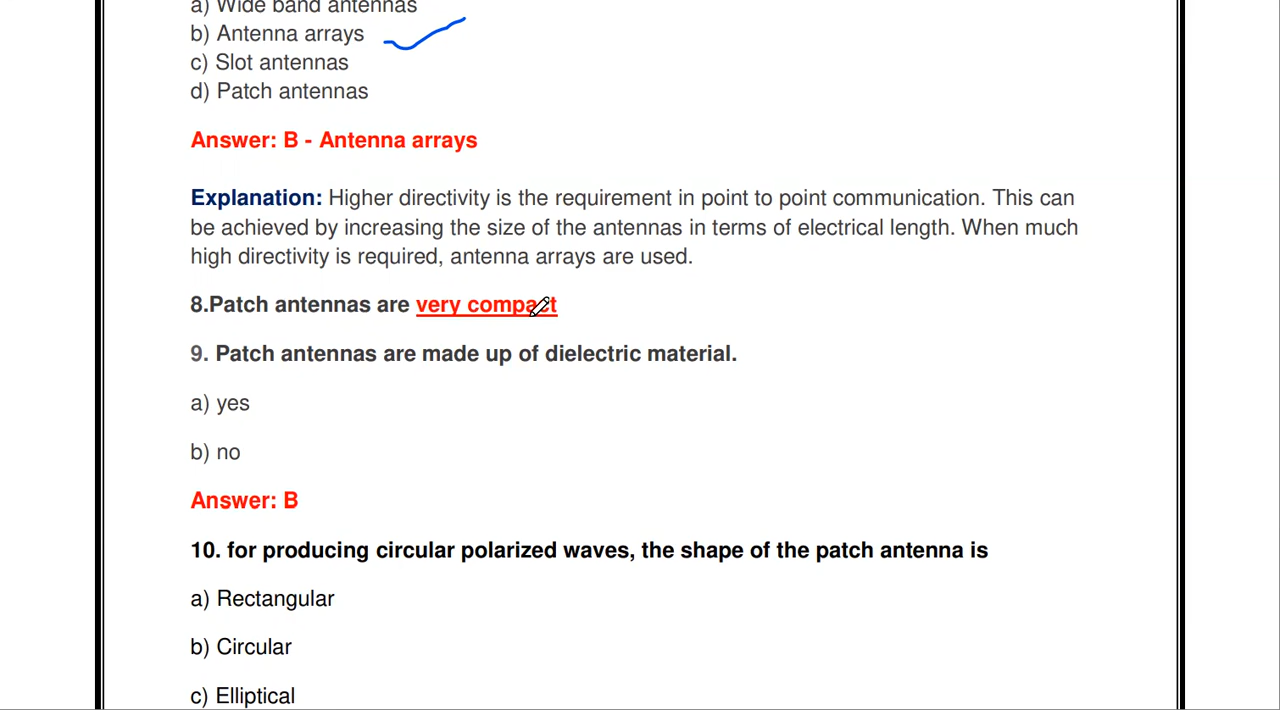 a) Wide band antennas
b) Antenna arrays
c) Slot antennas
d) Patch antennas
Answer: B - Antenna arrays
Explanation: Higher directivity is the requirement in point to point communication. This can
be achieved by increasing the size of the antennas in terms of electrical length. When much
high directivity is required, antenna arrays are used.
8.Patch antennas are very compact
9. Patch antennas are made up of dielectric material.
a) yes
b) no
Answer: B
10. for producing circular polarized waves, the shape of the patch antenna is
a) Rectangular
b) Circular
c) Elliptical